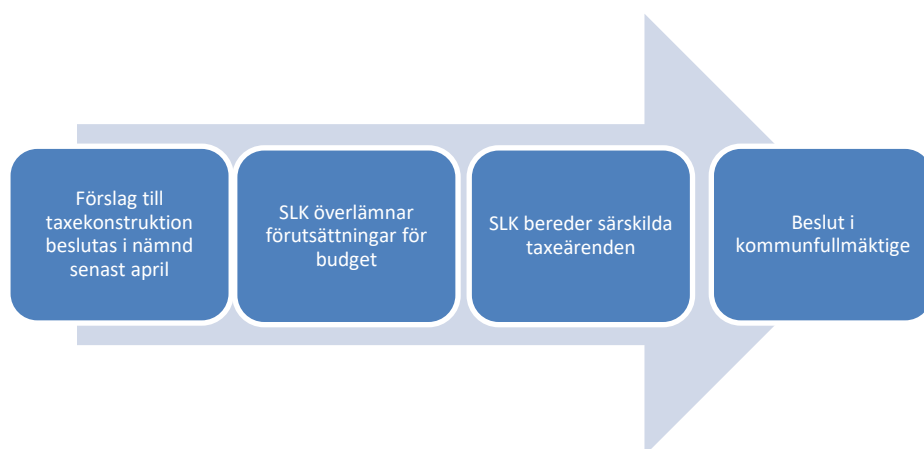 Förslag till
taxekonstruktion
beslutas i nämnd
senast april
SLK överlämnar
förutsättningar för
budget
SLK bereder särskilda
taxeärenden
Beslut i
kommunfullmäktige